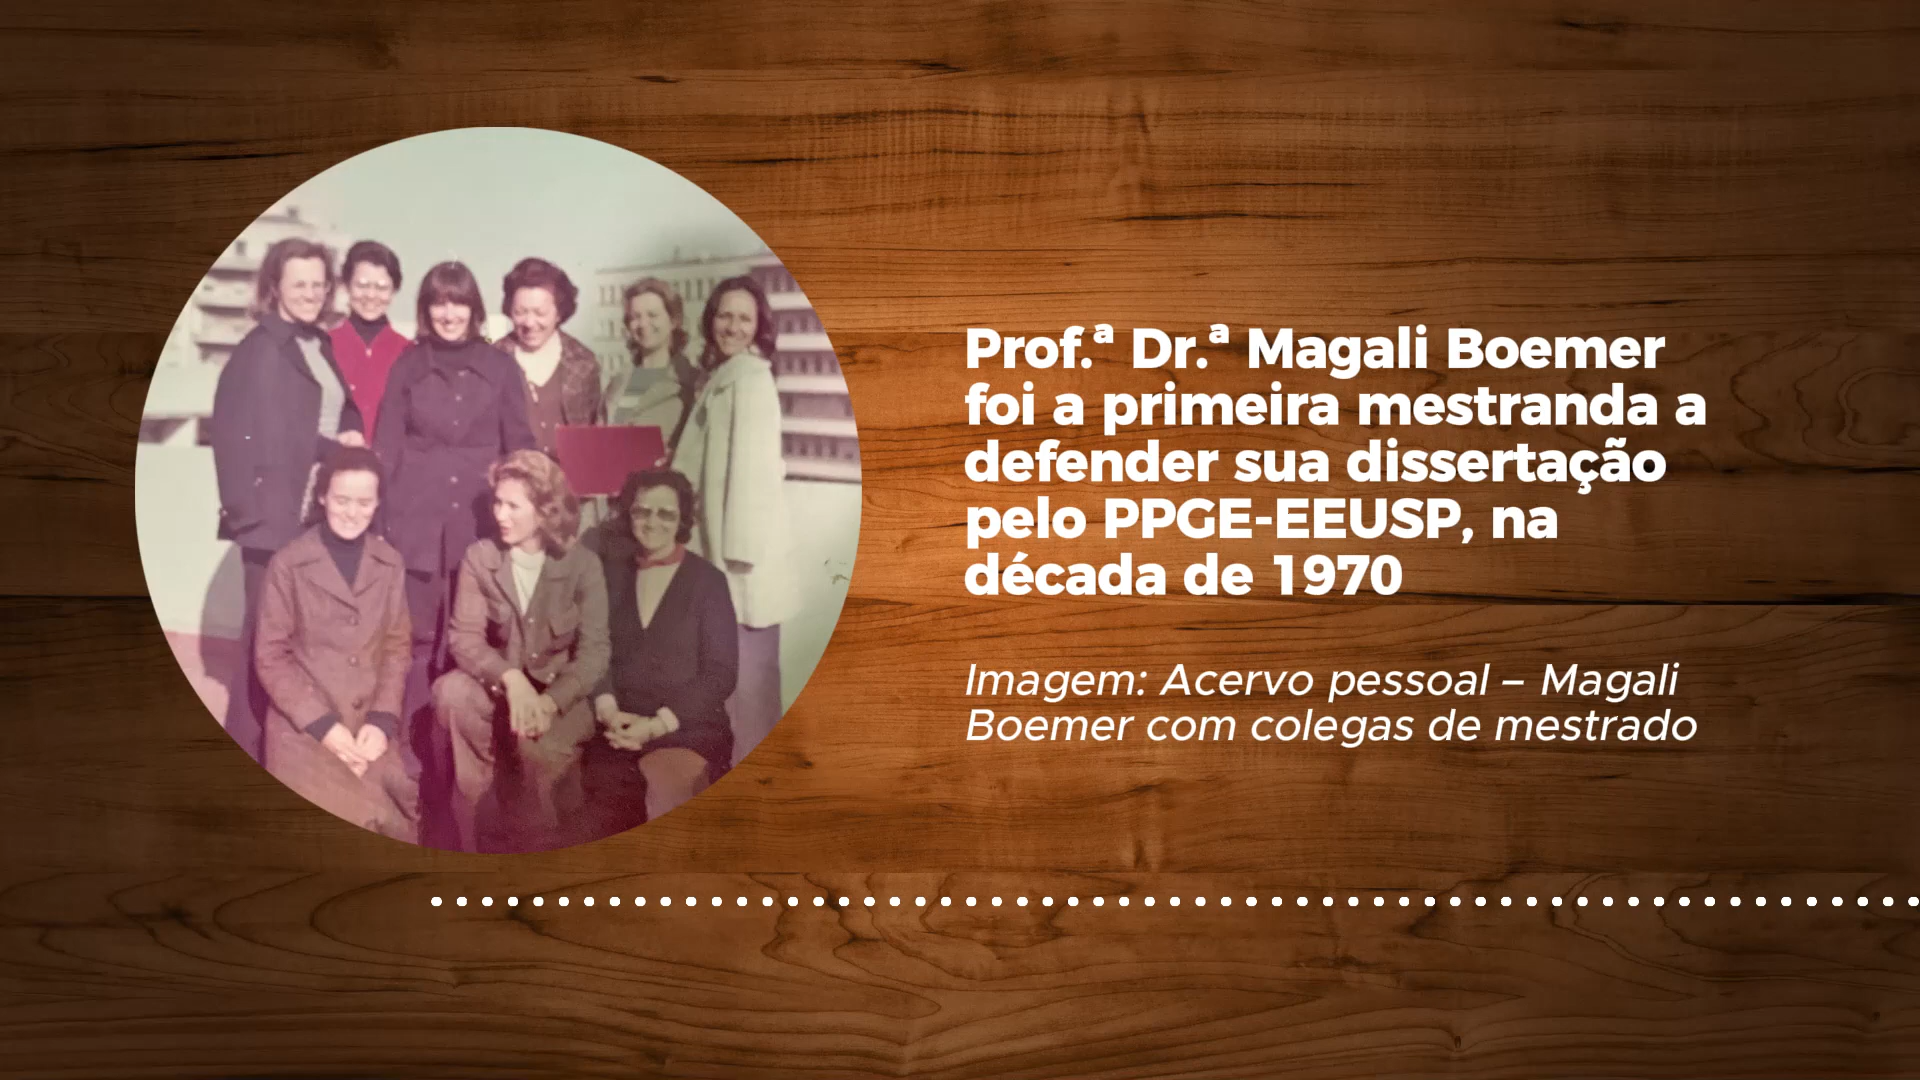 Prof.ª Dr.ª Magali Boemer
foi a primeira mestranda a
defender sua dissertação
pelo PPGE-EEUSP, na
década de 1970
Imagem: Acervo pessoal – Magali
Boemer com colegas de mestrado